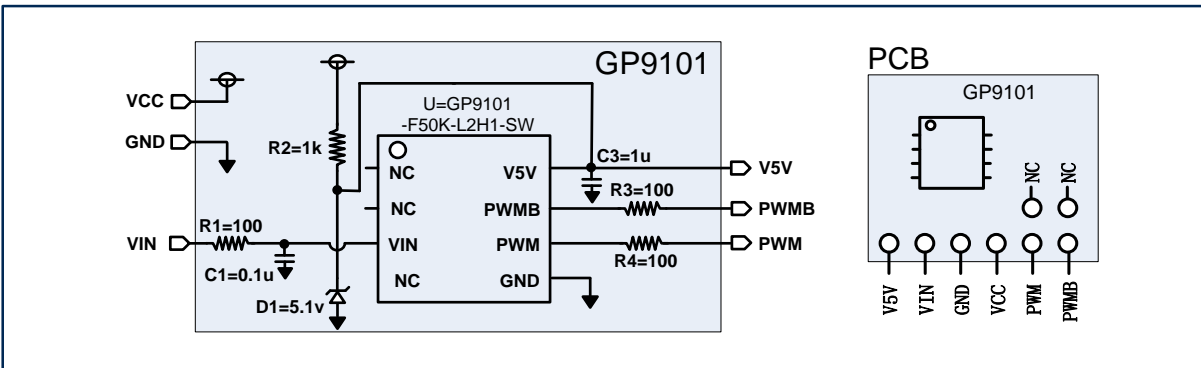 GP9101
U=GP9101
-F50K-L2H1-SW
VCC
GND
R2=1k
C3=1u
NC
V5V
V5V
R3=100
NC
PWMB
PWMB
R1=100
VIN
VIN
PWM
PWM
R4=100
C1=0.1u
NC
GND
D1=5.1v
PCB
GP9101
NC
NC
V5V
VIN
GND
VCC
PWM
PWMB